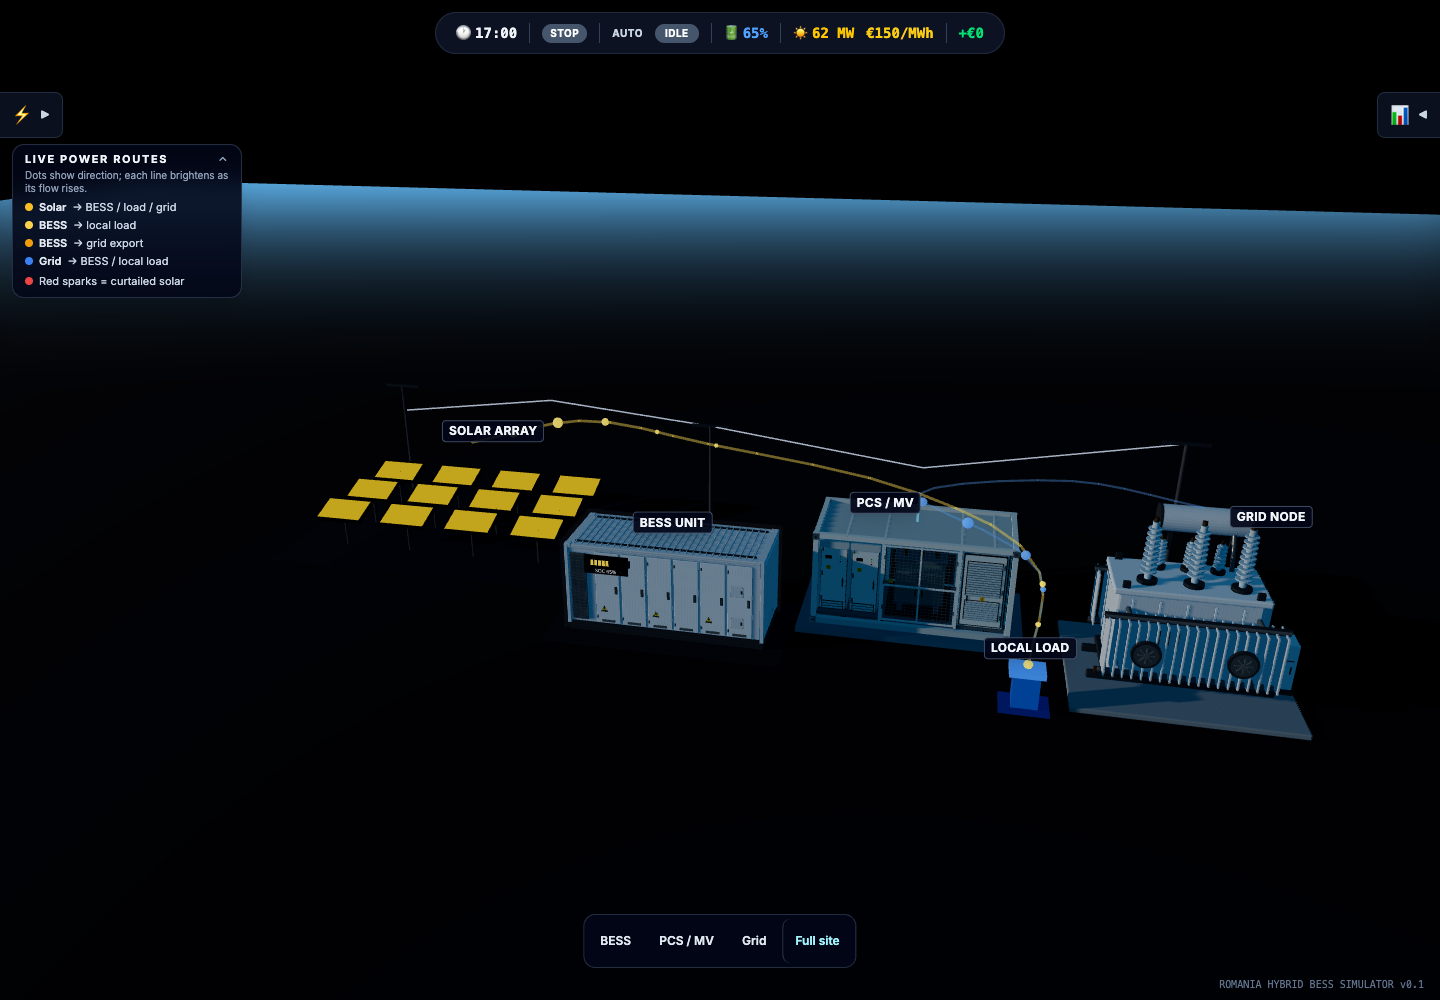 17:00 STOP AUTO IDLE 65% 62 MW €150/MWh +€0
LIVE POWER ROUTES
Dots show direction; each line brightens as
its flow rises.
Solar → BESS / load / grid
BESS → local load
BESS → grid export
Grid → BESS / local load
Red sparks = curtailed solar
SOLAR ARRAY
BESS UNIT
PCS / MV
GRID NODE
SOC 65%
LOCAL LOAD
BESS PCS / MV Grid Full site
ROMANIA HYBRID BESS SIMULATOR v0.1